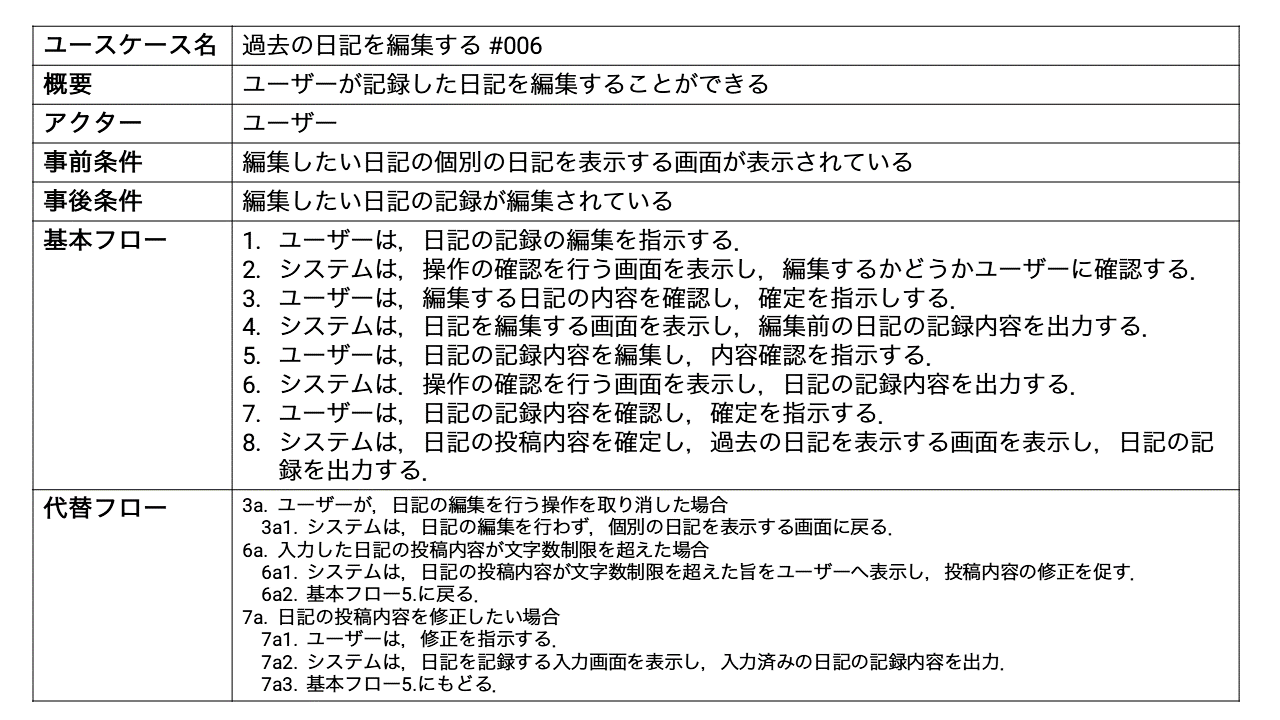 ユースケース名 過去の日記を編集する #006
概要 ユーザーが記録した日記を編集することができる
アクター ユーザー
事前条件 編集したい日記の個別の日記を表示する画面が表示されている
事後条件 編集したい日記の記録が編集されている
基本フロー 1. ユーザーは，日記の記録の編集を指示する．
2. システムは，操作の確認を行う画面を表示し，編集するかどうかユーザーに確認する．
3. ユーザーは，編集する日記の内容を確認し，確定を指示しする．
4. システムは，日記を編集する画面を表示し，編集前の日記の記録内容を出力する．
5. ユーザーは，日記の記録内容を編集し，内容確認を指示する．
6. システムは．操作の確認を行う画面を表示し，日記の記録内容を出力する．
7. ユーザーは，日記の記録内容を確認し，確定を指示する．
8. システムは，日記の投稿内容を確定し，過去の日記を表示する画面を表示し，日記の記
録を出力する．
代替フロー 3a. ユーザーが，日記の編集を行う操作を取り消した場合
3a1. システムは，日記の編集を行わず，個別の日記を表示する画面に戻る．
6a. 入力した日記の投稿内容が文字数制限を超えた場合
6a1. システムは，日記の投稿内容が文字数制限を超えた旨をユーザーへ表示し，投稿内容の修正を促す．
6a2. 基本フロー5.に戻る．
7a. 日記の投稿内容を修正したい場合
7a1. ユーザーは，修正を指示する．
7a2. システムは，日記を記録する入力画面を表示し，入力済みの日記の記録内容を出力．
7a3. 基本フロー5.にもどる．